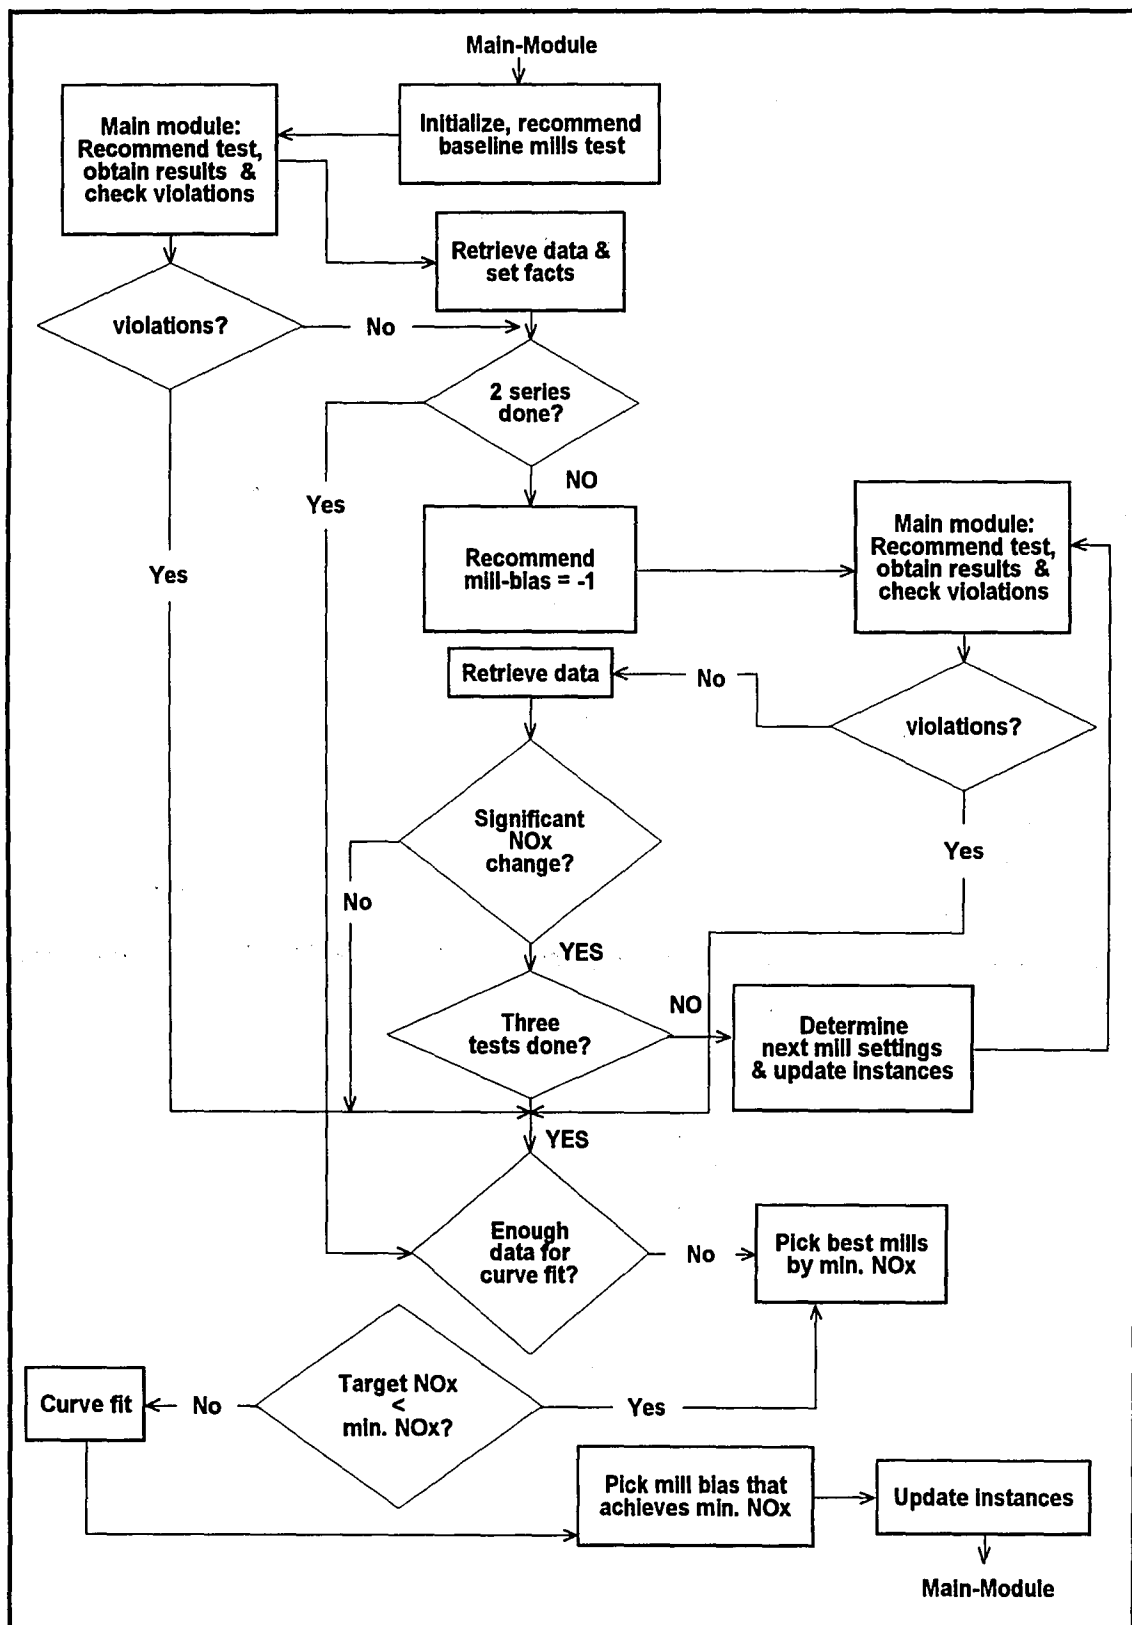 Main-Module
Initialize, recommend
baseline mills test
Main module:
Recommend test,
obtain results &
check violations
Retrieve data &
set facts
violations?
No
2 series
done?
Yes
NO
Yes
Recommend
mill-bias = -1
Main module:
Recommend test,
obtain results &
check violations
Retrieve data
No
violations?
Significant
NOx
change?
Yes
No
YES
Three
tests done?
NO
Determine
next mill settings
& update instances
YES
Enough
data for
curve fit?
No
Pick best mills
by min. NOx
Target NOx
<
min. NOx?
Curve fit
No
Yes
Pick mill bias that
achieves min. NOx
Update instances
Main-Module